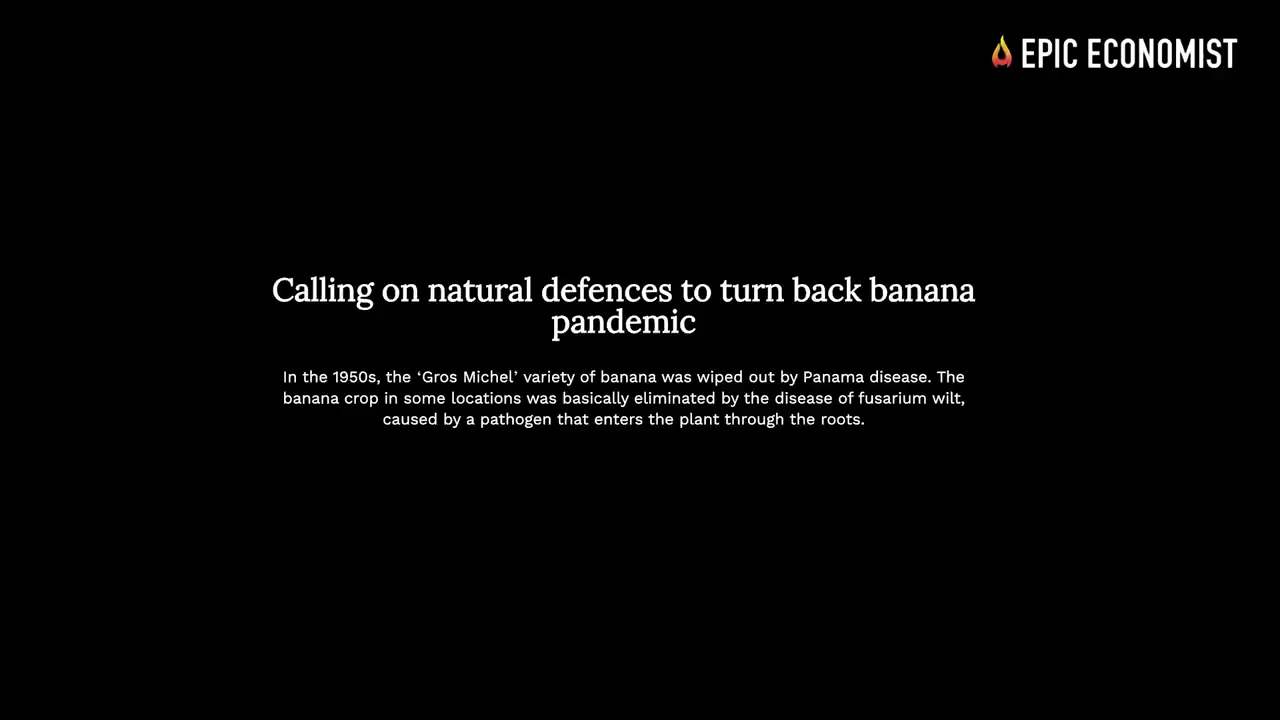 EPIC ECONOMIST
Calling on natural defences to turn back banana
pandemic
In the 1950s, the ‘Gros Michel’ variety of banana was wiped out by Panama disease. The
banana crop in some locations was basically eliminated by the disease of fusarium wilt,
caused by a pathogen that enters the plant through the roots.